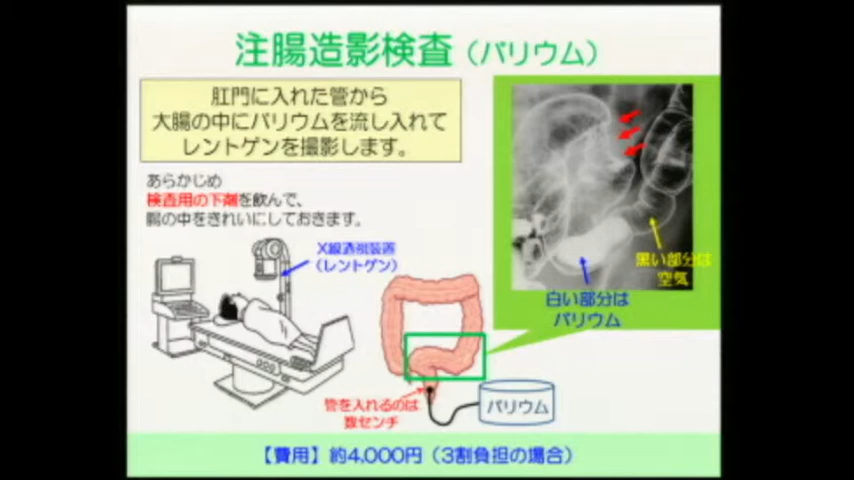 注腸造影検査（バリウム）
肛門に入れた管から
大腸の中にバリウムを流し入れて
レントゲンを撮影します。
あらかじめ
検査用の下剤を飲んで、
腸の中をきれいにしておきます。
X線透視装置
（レントゲン）
黒い部分は
空気
白い部分は
バリウム
管を入れるのは
数センチ
バリウム
【費用】約4,000円（3割負担の場合）